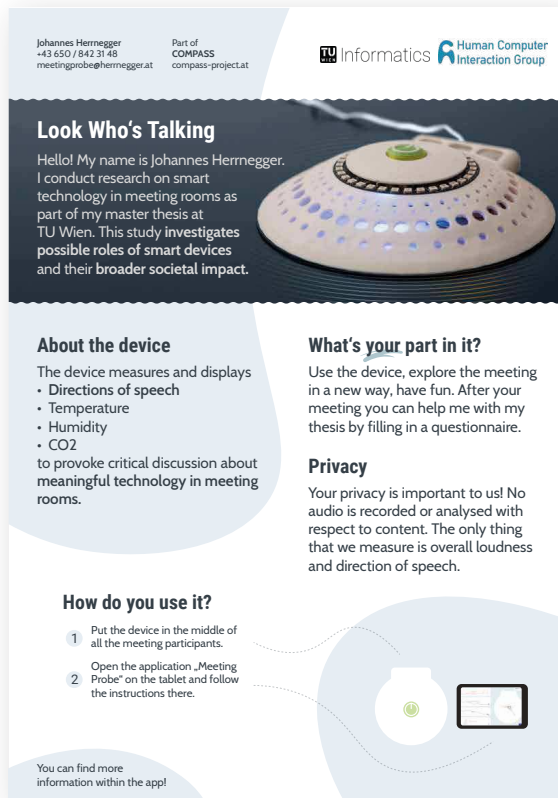 Johannes Herrnegger
+43 650 / 842 31 48
meetingprobe@herrnegger.at
Part of
COMPASS
compass-project.at
TU
WIEN
Informatics
Human Computer
Interaction Group
Look Who‘s Talking
Hello! My name is Johannes Herrnegger.
I conduct research on smart
technology in meeting rooms as
part of my master thesis at
TU Wien. This study investigates
possible roles of smart devices
and their broader societal impact.
About the device
The device measures and displays
• Directions of speech
• Temperature
• Humidity
• CO2
to provoke critical discussion about
meaningful technology in meeting
rooms.
What‘s your part in it?
Use the device, explore the meeting
in a new way, have fun. After your
meeting you can help me with my
thesis by filling in a questionnaire.
Privacy
Your privacy is important to us! No
audio is recorded or analysed with
respect to content. The only thing
that we measure is overall loudness
and direction of speech.
How do you use it?
1 Put the device in the middle of
all the meeting participants.
2 Open the application „Meeting
Probe“ on the tablet and follow
the instructions there.
You can find more
information within the app!